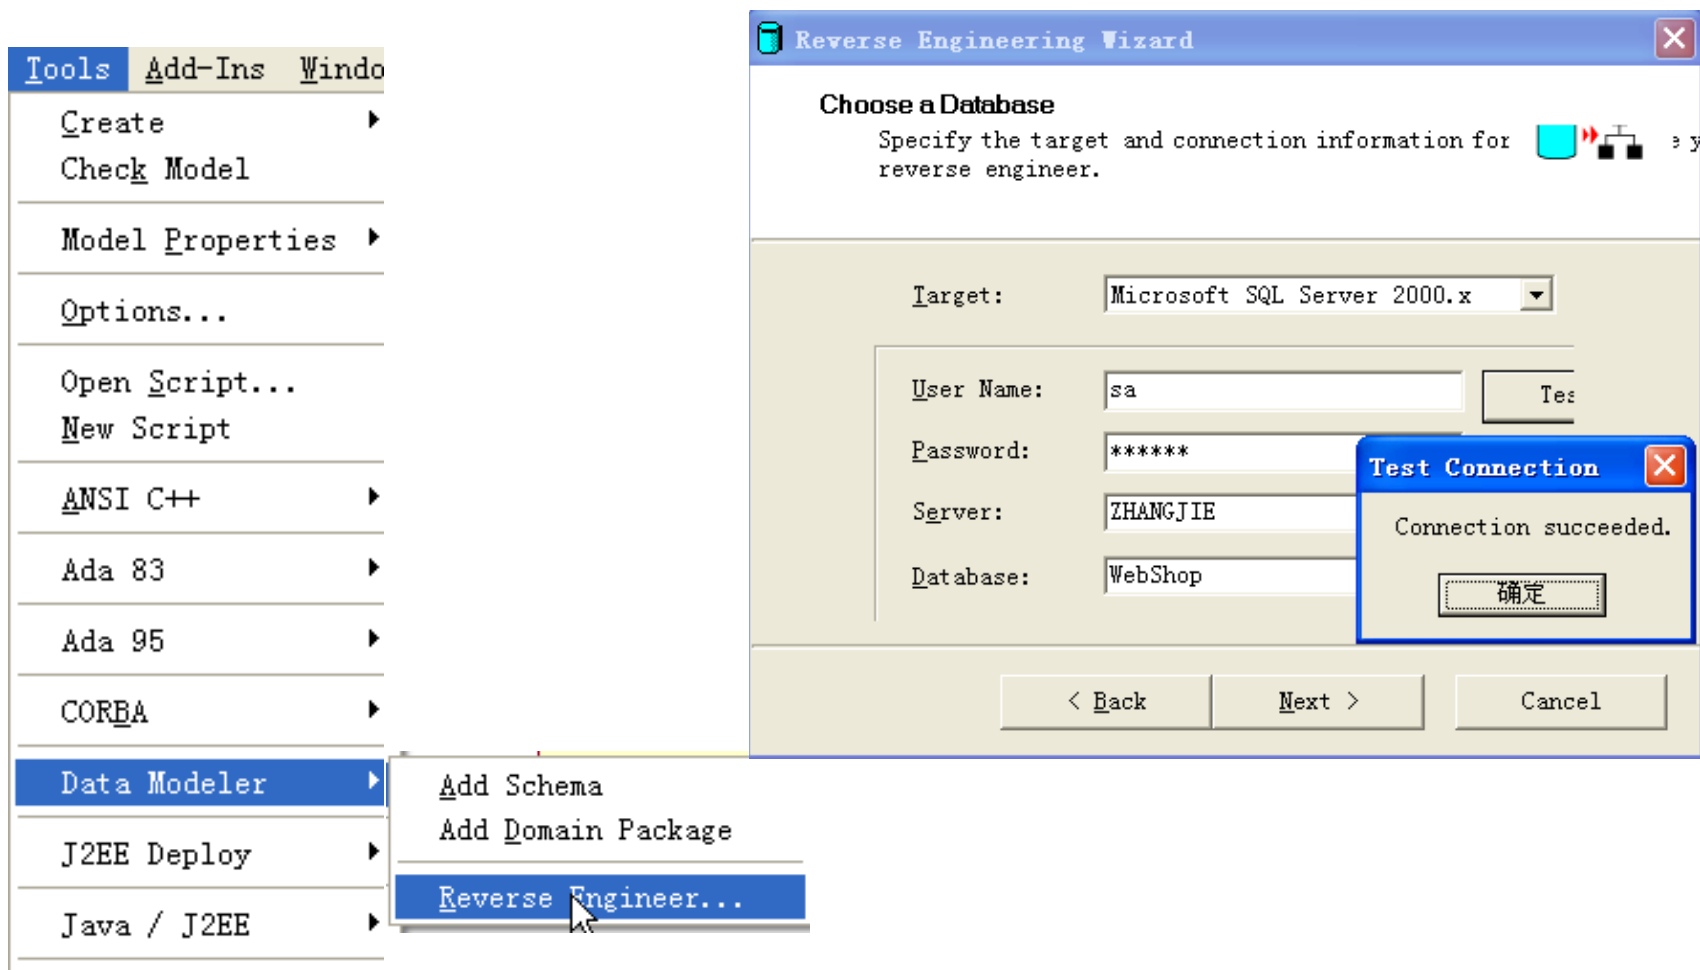 Tools Add-Ins Windo
Create
Check Model
Model Properties
Options...
Open Script...
New Script
ANSI C++
Ada 83
Ada 95
CORBA
Data Modeler
J2EE Deploy
Java / J2EE
Add Schema
Add Domain Package
Reverse Engineer...
Reverse Engineering Wizard
Choose a Database
Specify the target and connection information for
reverse engineer.
Target: Microsoft SQL Server 2000.x
User Name: sa
Password: ******
Server: ZHANGJIE
Database: WebShop
Test Connection
Connection succeeded.
确定
< Back Next > Cancel